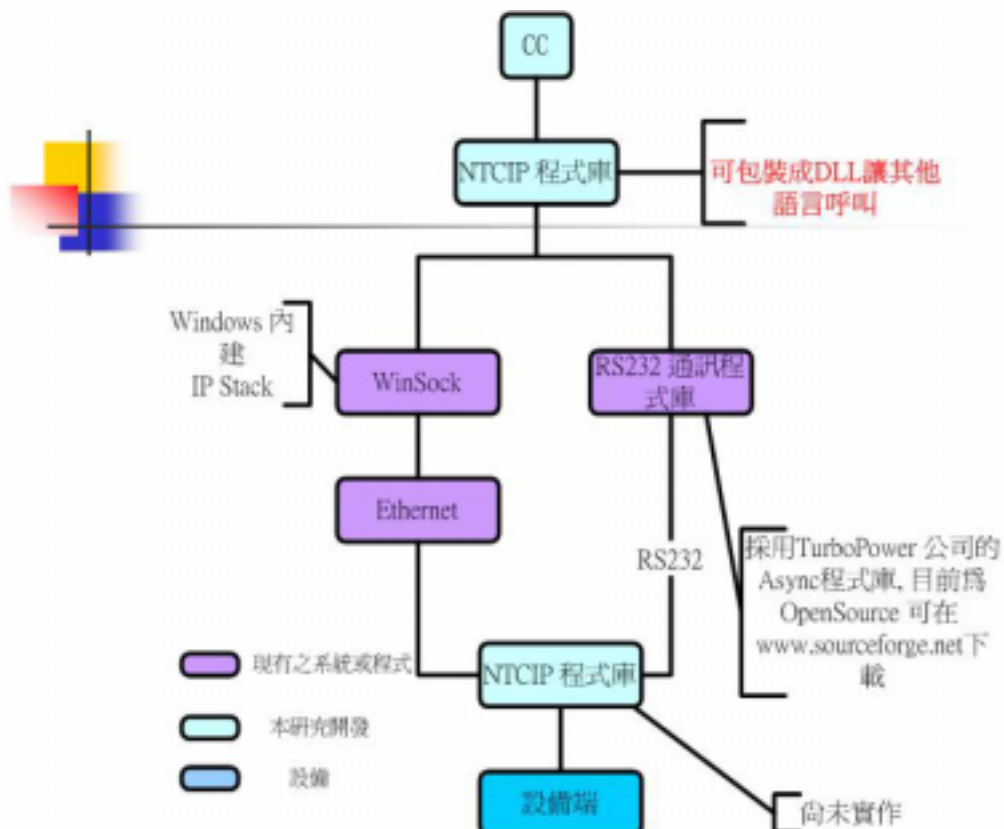 CC
NTCIP 程式庫
可包裝成DLL讓其他
語言呼叫
Windows 內
建
IP Stack
WinSock
RS232 通訊程
式庫
Ethernet
RS232
採用TurboPower 公司的
Async程式庫, 目前為
OpenSource 可在
www.sourceforge.net下
載
現有之系統或程式
NTCIP 程式庫
本研究開發
設備
設備端
尚未實作